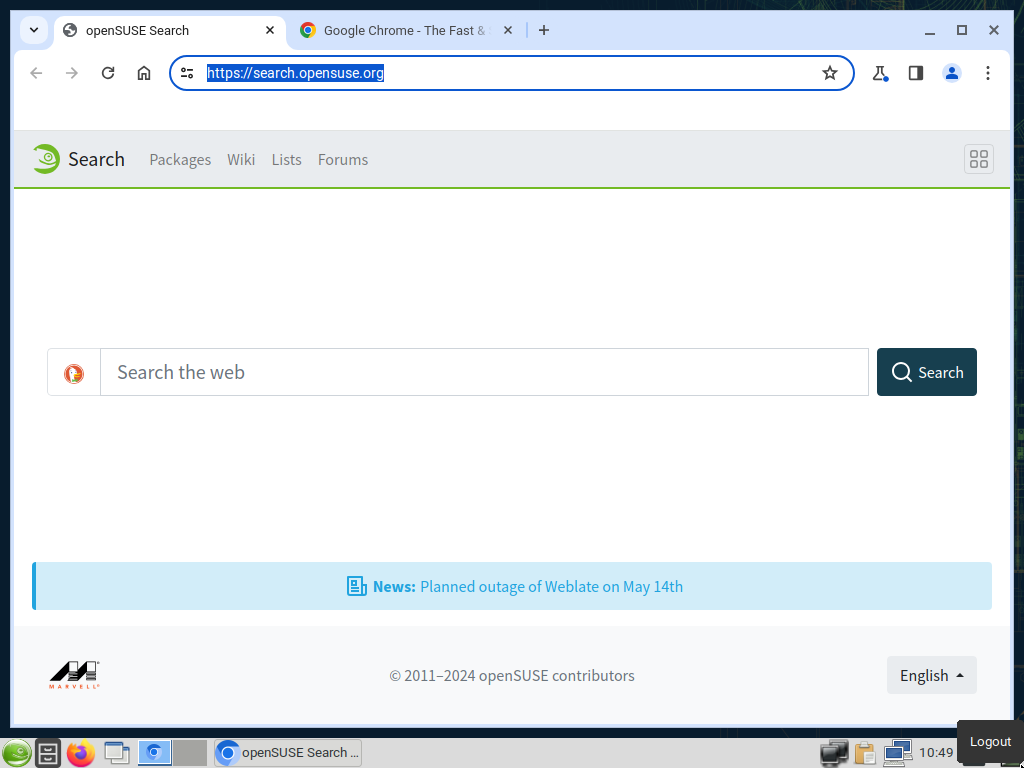 openSUSE Search
Google Chrome - The Fast &
https://search.opensuse.org
Search
Packages
Wiki
Lists
Forums
Search the web
Search
News: Planned outage of Weblate on May 14th
MARVELL
© 2011–2024 openSUSE contributors
English
openSUSE Search ...
10:49
Logout